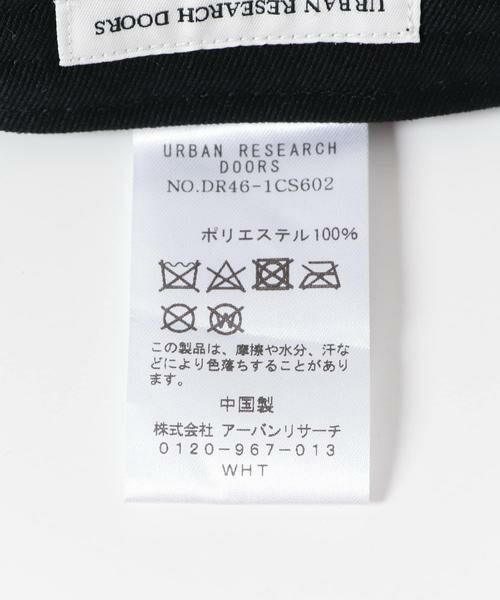 URBAN RESEARCH DOORS
URBAN RESEARCH
DOORS
NO.DR46-1CS602
ポリエステル100%
W
この製品は、摩擦や水分、汗な
どにより色落ちすることがあり
ます。
中国製
株式会社 アーバンリサーチ
0120-967-013
WHT